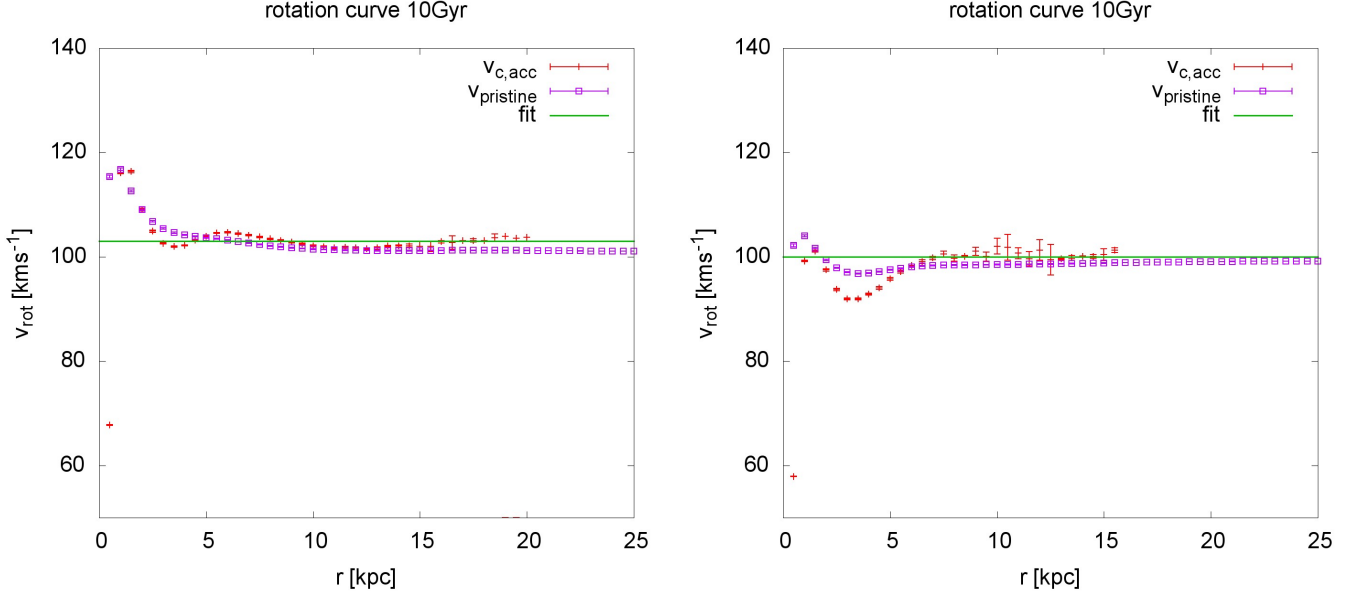 rotation curve 10Gyr
v_c,acc
v_pristine
fit
140
120
100
80
60
v_rot [kms^-1]
0 5 10 15 20 25
r [kpc]
rotation curve 10Gyr
v_c,acc
v_pristine
fit
140
120
100
80
60
v_rot [kms^-1]
0 5 10 15 20 25
r [kpc]